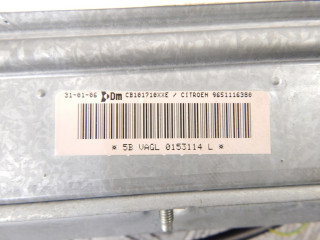 31-01-06 Dm C8101710XXE / CITROEN 9651116380
* 5B VAGL 0153114 L *